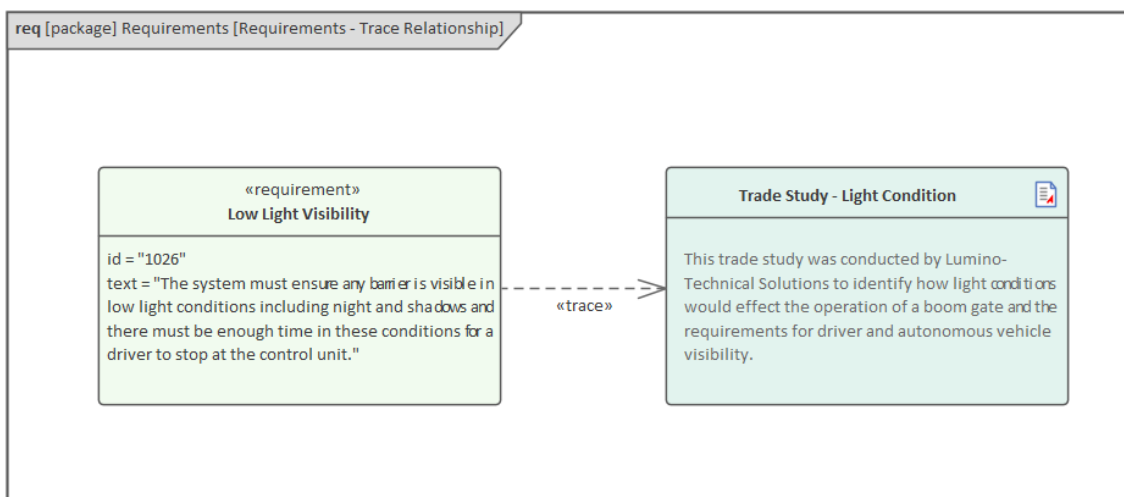 req [package] Requirements [Requirements - Trace Relationship]
«requirement»
Low Light Visibility
id = "1026"
text = "The system must ensure any barrier is visible in
low light conditions including night and shadows and
there must be enough time in these conditions for a
driver to stop at the control unit."
«trace»
Trade Study - Light Condition
This trade study was conducted by Lumino-
Technical Solutions to identify how light conditions
would effect the operation of a boom gate and the
requirements for driver and autonomous vehicle
visibility.